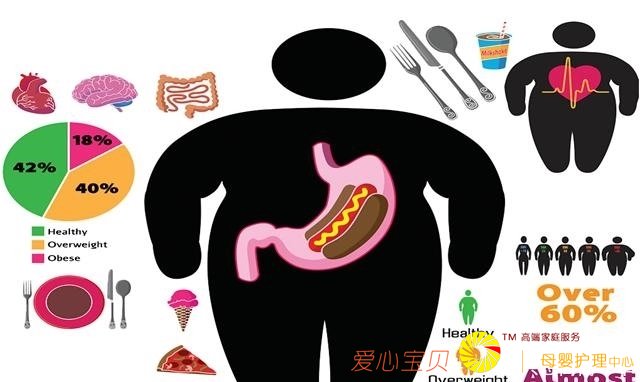 Milkshake
18%
42%
40%
Healthy
Overweight
Obese
Over
60%
Healthy
TM 高端家庭服务
爱心宝贝
母婴护理中心
Overweight
Almost